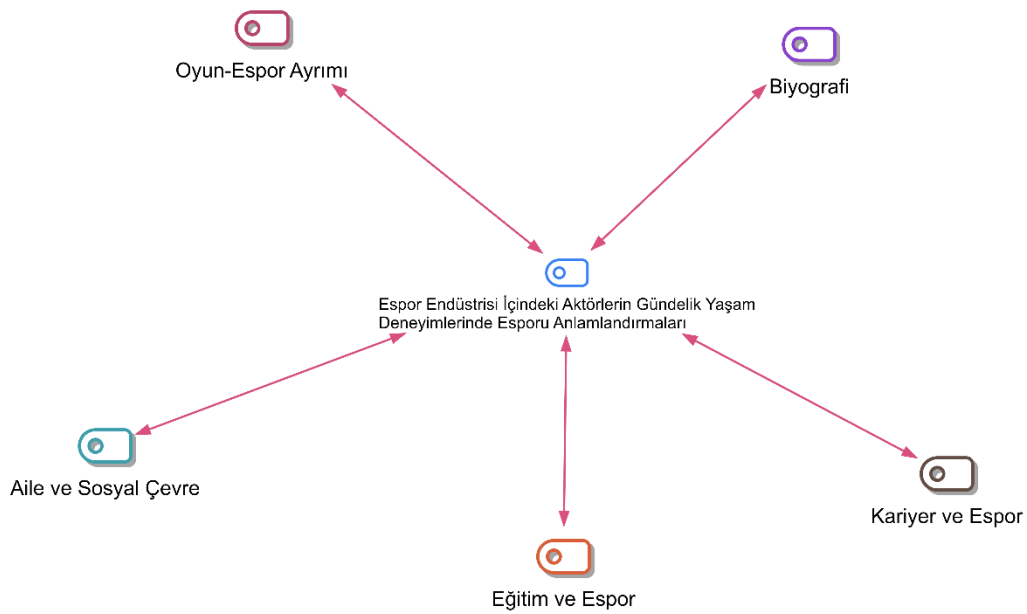 Oyun-Espor Ayrımı
Biyografi
Espor Endüstrisi İçindeki Aktörlerin Gündelik Yaşam
Deneyimlerinde Esporu Anlamlandırmaları
Aile ve Sosyal Çevre
Kariyer ve Espor
Eğitim ve Espor